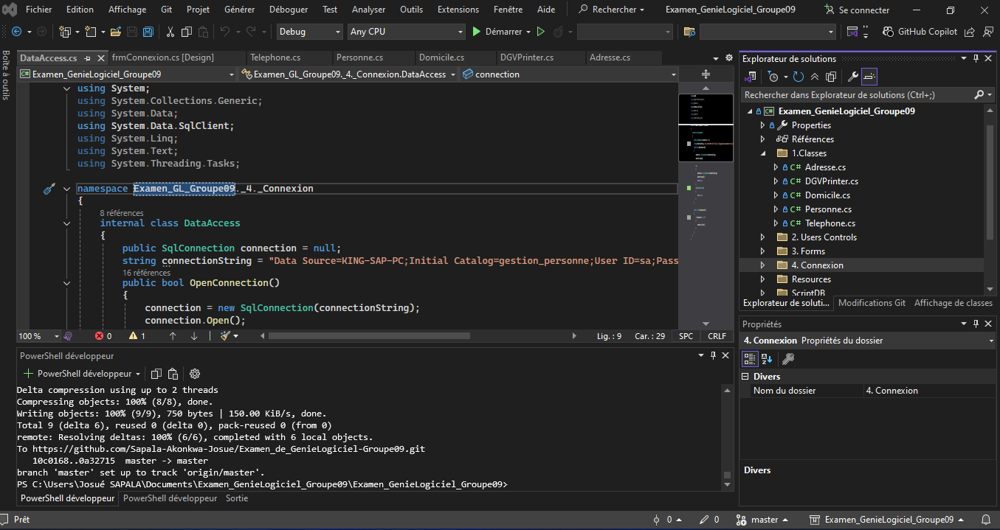 Fichier Edition Affichage Git Projet Générer Déboguer Test Analyser Outils Extensions Fenêtre Aide Rechercher Examen_GenieLogiciel_Groupe09 Se connecter
Debug Any CPU Démarrer GitHub Copilot
Boîte à outils
DataAccess.cs frmConnexion.cs [Design] Telephone.cs Personne.cs Domicile.cs DGVPrinter.cs Adresse.cs
Examen_GenieLogiciel_Groupe09 Examen_GL_Groupe09._4._Connexion.DataAccess connection
using System;
using System.Collections.Generic;
using System.Data;
using System.Data.SqlClient;
using System.Linq;
using System.Text;
using System.Threading.Tasks;
namespace Examen_GL_Groupe09._4._Connexion
{
8 références
internal class DataAccess
{
public SqlConnection connection = null;
string connectionString = "Data Source=KING-SAP-PC;Initial Catalog=gestion_personne;User ID=sa;Pass
16 références
public bool OpenConnection()
{
connection = new SqlConnection(connectionString);
connection.Open();
100 % 0 1 Lig. : 9 Car. : 29 SPC CRLF
PowerShell développeur
PowerShell développeur
Delta compression using up to 2 threads
Compressing objects: 100% (8/8), done.
Writing objects: 100% (9/9), 750 bytes | 150.00 KiB/s, done.
Total 9 (delta 6), reused 0 (delta 0), pack-reused 0 (from 0)
remote: Resolving deltas: 100% (6/6), completed with 6 local objects.
To https://github.com/Sapala-Akonkwa-Josue/Examen_de_GenieLogiciel-Groupe09.git
10c0168..0a32715 master -> master
branch 'master' set up to track 'origin/master'.
PS C:\Users\Josué SAPALA\Documents\Examen_GenieLogiciel_Groupe09\Examen_GenieLogiciel_Groupe09>
PowerShell développeur PowerShell développeur Sortie
Explorateur de solutions
Rechercher dans Explorateur de solutions (Ctrl+;)
C# Examen_GenieLogiciel_Groupe09
Properties
Références
1.Classes
C# Adresse.cs
C# DGVPrinter.cs
C# Domicile.cs
C# Personne.cs
C# Telephone.cs
2. Users Controls
3. Forms
4. Connexion
Resources
ScriptDB
Explorateur de soluti... Modifications Git Affichage de classes
Propriétés
4. Connexion Propriétés du dossier
Divers
Nom du dossier 4. Connexion
Divers
Prêt 0 0 master Examen_GenieLogiciel_Groupe09